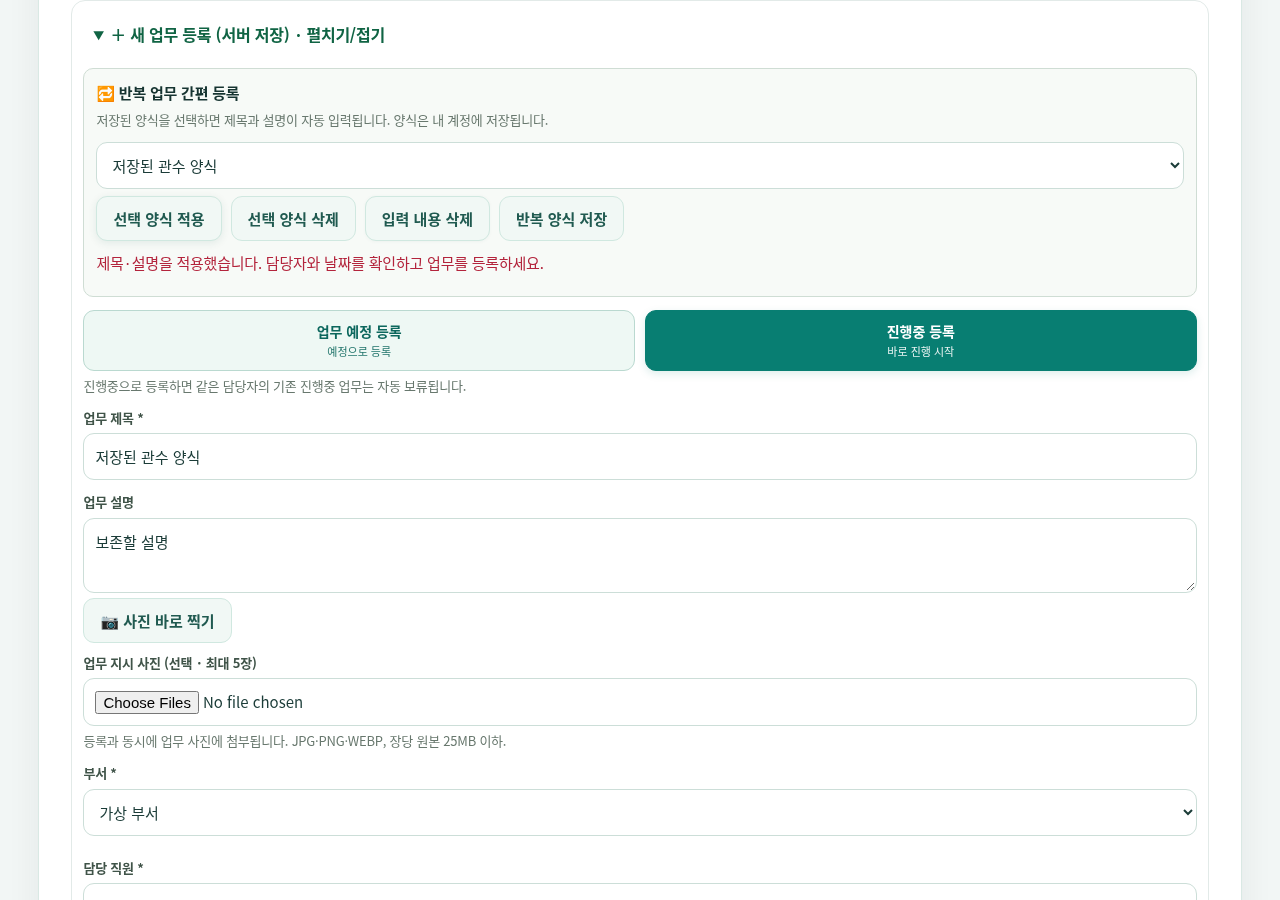 ▼ + 새 업무 등록 (서버 저장) · 펼치기/접기
🔁 반복 업무 간편 등록
저장된 양식을 선택하면 제목과 설명이 자동 입력됩니다. 양식은 내 계정에 저장됩니다.
저장된 관수 양식
선택 양식 적용 선택 양식 삭제 입력 내용 삭제 반복 양식 저장
제목·설명을 적용했습니다. 담당자와 날짜를 확인하고 업무를 등록하세요.
업무 예정 등록 진행중 등록
예정으로 등록 바로 진행 시작
진행중으로 등록하면 같은 담당자의 기존 진행중 업무는 자동 보류됩니다.
업무 제목 *
저장된 관수 양식
업무 설명
보존할 설명
📷 사진 바로 찍기
업무 지시 사진 (선택 · 최대 5장)
Choose Files No file chosen
등록과 동시에 업무 사진에 첨부됩니다. JPG·PNG·WEBP, 장당 원본 25MB 이하.
부서 *
가상 부서
담당 직원 *